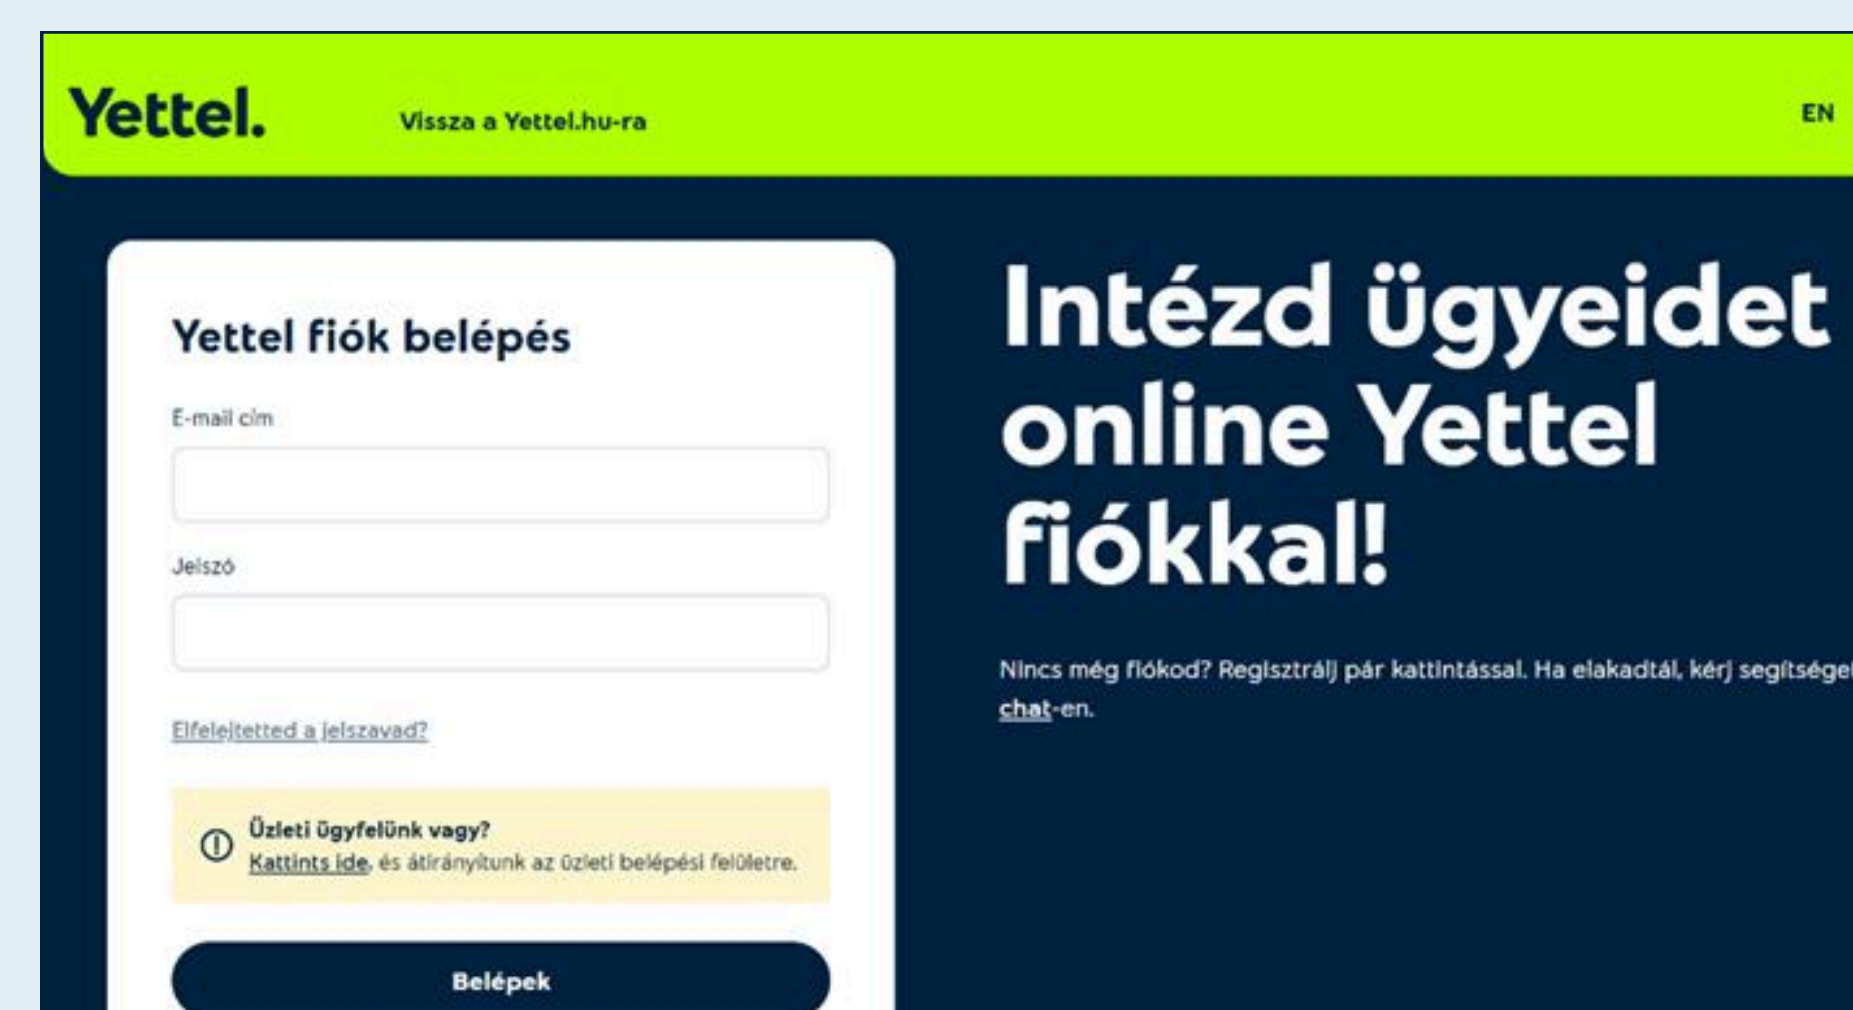 Yettel.
Vissza a Yettel.hu-ra
EN
Yettel fiók belépés
E-mail cím
Jelszó
Elfelejtetted a jelszavad?
Üzleti ügyfelünk vagy?
Kattints ide, és átirányítunk az üzleti belépési felületre.
Belépek
Intézd ügyeidet
online Yettel
fiókkal!
Nincs még fiókod? Regisztrálj pár kattintással. Ha elakadtál, kérj segítséget
chat-en.